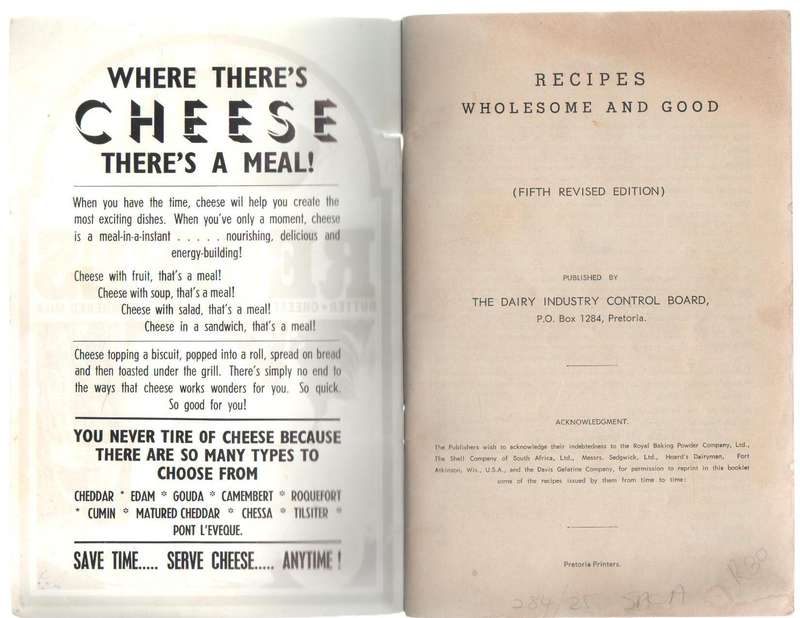 WHERE THERE'S
CHEESE
THERE'S A MEAL!
When you have the time, cheese wil help you create the
most exciting dishes. When you've only a moment, cheese
is a meal-in-a-instant . . . . . nourishing, delicious and
energy-building!
Cheese with fruit, that's a meal!
Cheese with soup, that's a meal!
Cheese with salad, that's a meal!
Cheese in a sandwich, that's a meal!
Cheese topping a biscuit, popped into a roll, spread on bread
and then toasted under the grill. There's simply no end to
the ways that cheese works wonders for you. So quick.
So good for you!
YOU NEVER TIRE OF CHEESE BECAUSE
THERE ARE SO MANY TYPES TO
CHOOSE FROM
CHEDDAR * EDAM * GOUDA * CAMEMBERT * ROQUEFORT
* CUMIN * MATURED CHEDDAR * CHESSA * TILSITER *
PONT L'EVEQUE.
SAVE TIME..... SERVE CHEESE..... ANYTIME!
RECIPES
WHOLESOME AND GOOD
(FIFTH REVISED EDITION)
PUBLISHED BY
THE DAIRY INDUSTRY CONTROL BOARD,
P.O. Box 1284, Pretoria.
ACKNOWLEDGMENT.
The Publishers wish to acknowledge their indebtedness to the Royal Baking Powder Company, Ltd.,
The Shell Company of South Africa, Ltd., Messrs. Sedgwick, Ltd., Hoard's Dairyman, Fort
Atkinson, Wis., U.S.A., and the Davis Gelatine Company, for permission to reprint in this booklet
some of the recipes issued by them from time to time:
Pretoria Printers.
284/25 SPCA R20